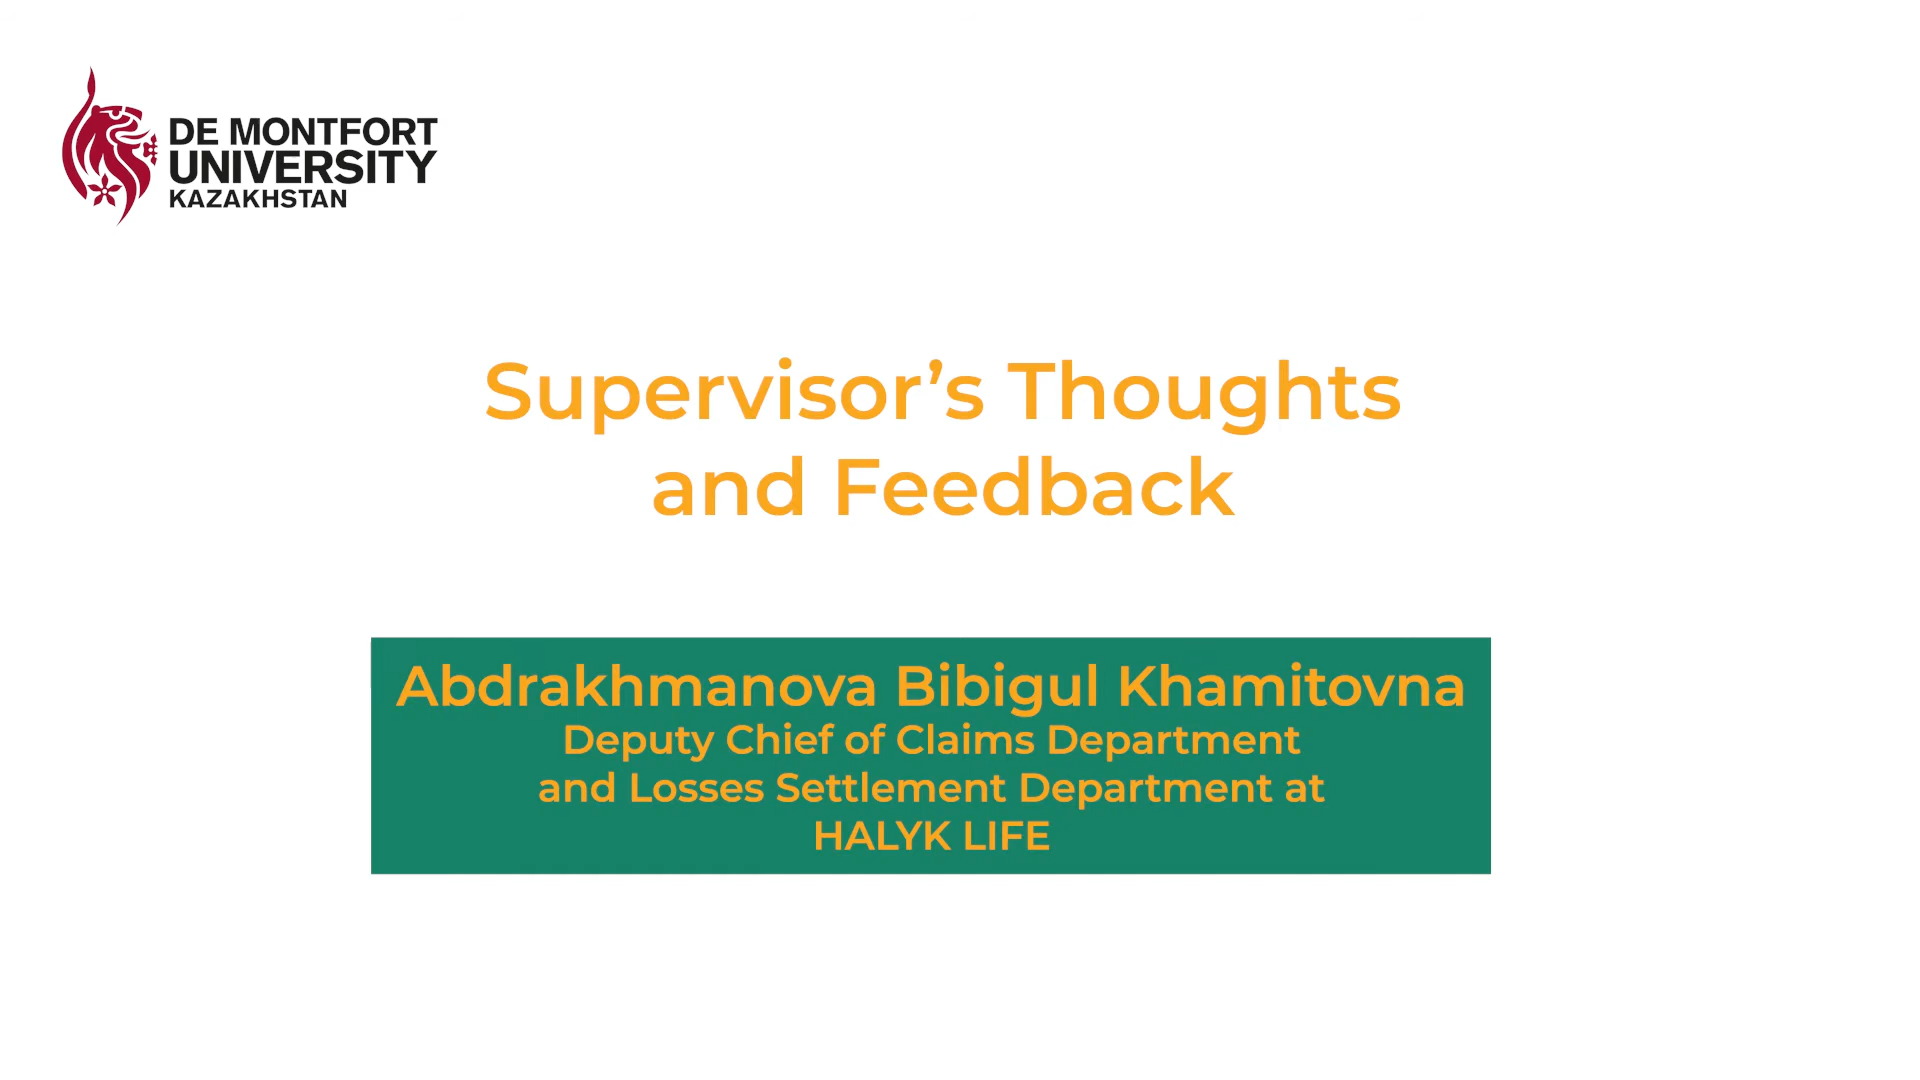 DE MONTFORT
UNIVERSITY
KAZAKHSTAN
Supervisor’s Thoughts
and Feedback
Abdrakhmanova Bibigul Khamitovna
Deputy Chief of Claims Department
and Losses Settlement Department at
HALYK LIFE